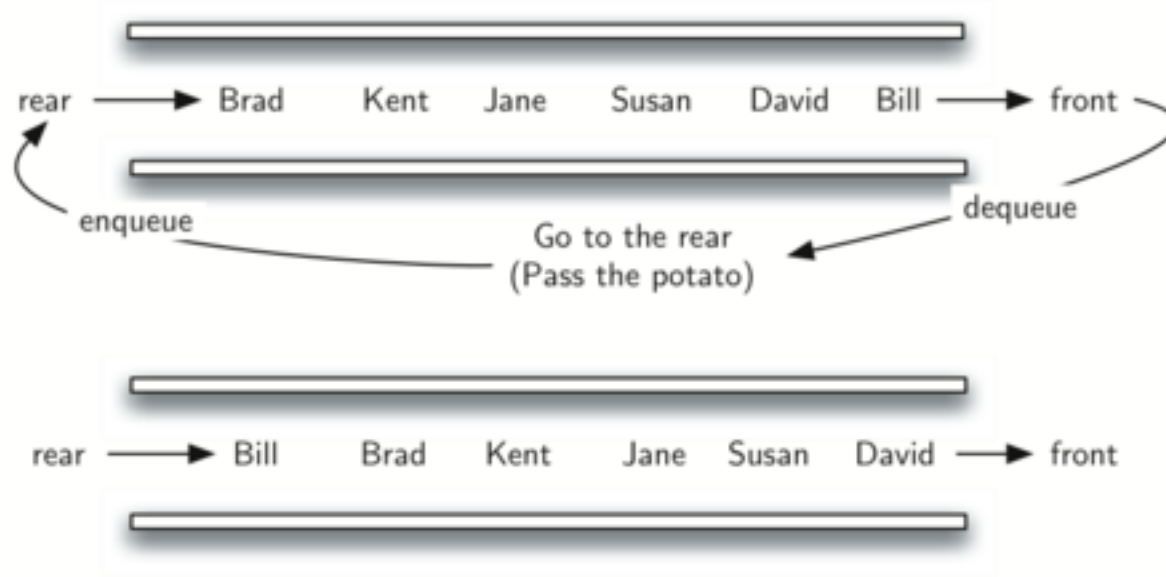 rear Brad Kent Jane Susan David Bill front
enqueue
dequeue
Go to the rear
(Pass the potato)
rear Bill Brad Kent Jane Susan David front